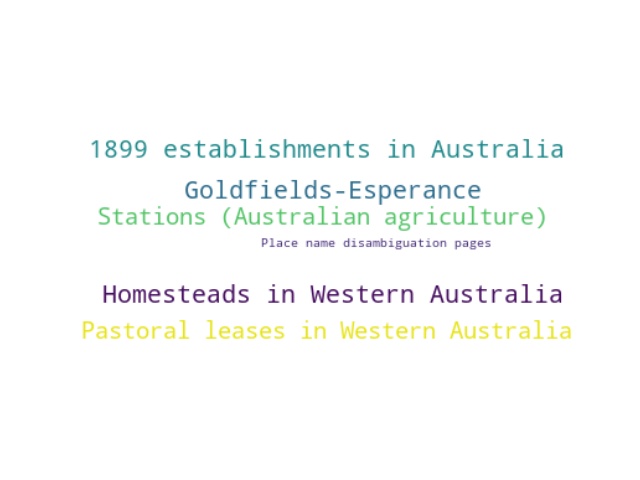 1899 establishments in Australia
Goldfields-Esperance
Stations (Australian agriculture)
Place name disambiguation pages
Homesteads in Western Australia
Pastoral leases in Western Australia